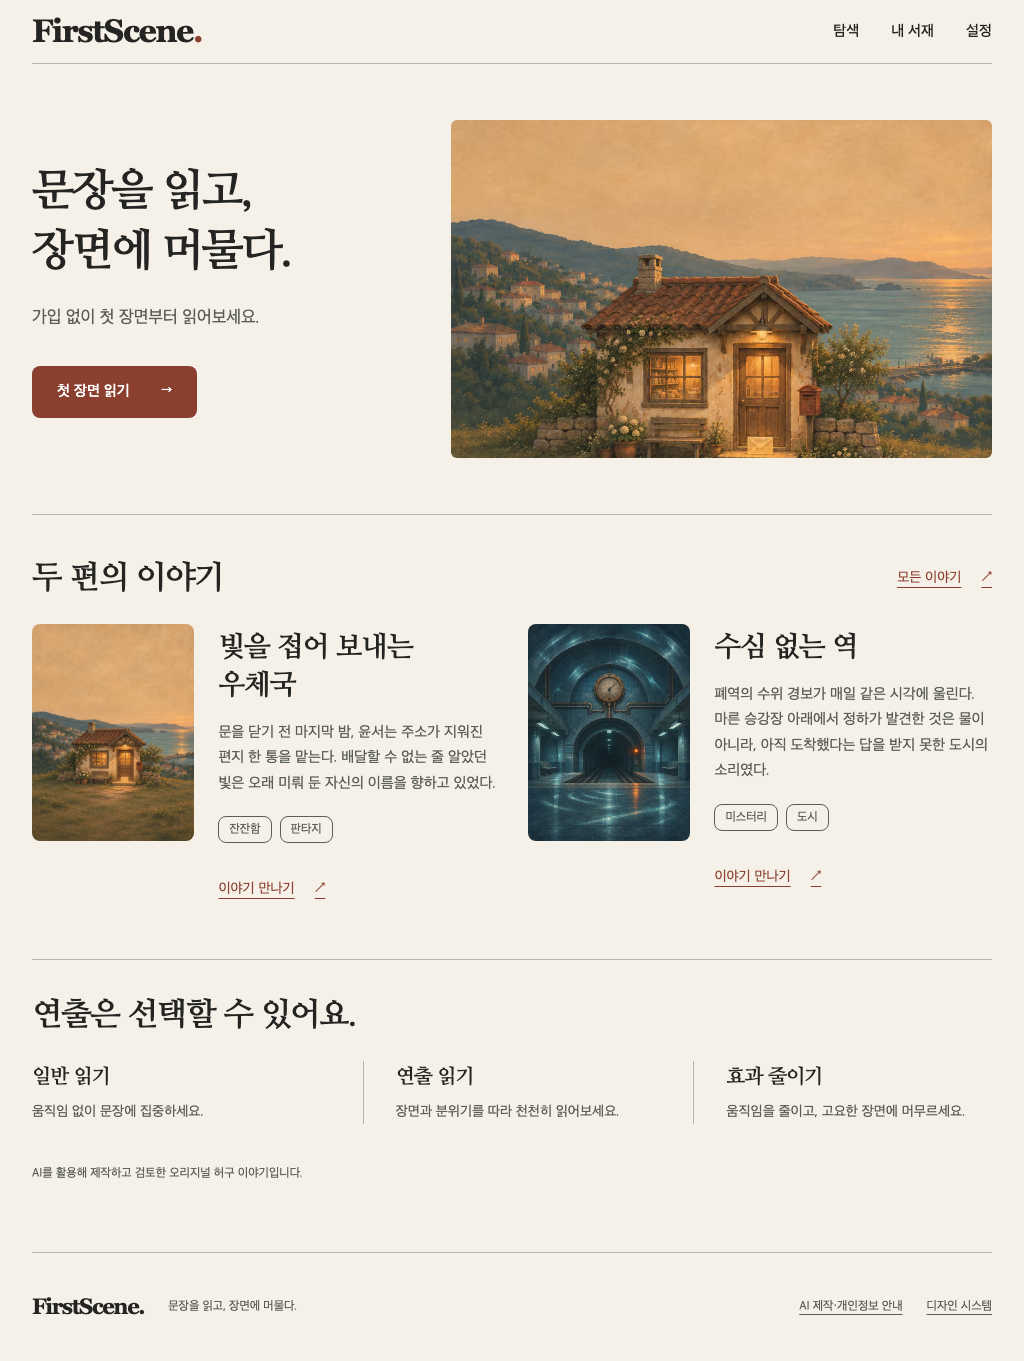 FirstScene.
탐색
내 서재
설정
문장을 읽고,
장면에 머물다.
가입 없이 첫 장면부터 읽어보세요.
첫 장면 읽기 →
두 편의 이야기
모든 이야기 ↗
빛을 접어 보내는
우체국
문을 닫기 전 마지막 밤, 윤서는 주소가 지워진
편지 한 통을 맡는다. 배달할 수 없는 줄 알았던
빛은 오래 미뤄 둔 자신의 이름을 향하고 있었다.
잔잔함
판타지
이야기 만나기 ↗
수심 없는 역
폐역의 수위 경보가 매일 같은 시각에 울린다.
마른 승강장 아래에서 정하가 발견한 것은 물이
아니라, 아직 도착했다는 답을 받지 못한 도시의
소리였다.
미스터리
도시
이야기 만나기 ↗
연출은 선택할 수 있어요.
일반 읽기
움직임 없이 문장에 집중하세요.
연출 읽기
장면과 분위기를 따라 천천히 읽어보세요.
효과 줄이기
움직임을 줄이고, 고요한 장면에 머무르세요.
AI를 활용해 제작하고 검토한 오리지널 허구 이야기입니다.
FirstScene.
문장을 읽고, 장면에 머물다.
AI 제작·개인정보 안내
디자인 시스템